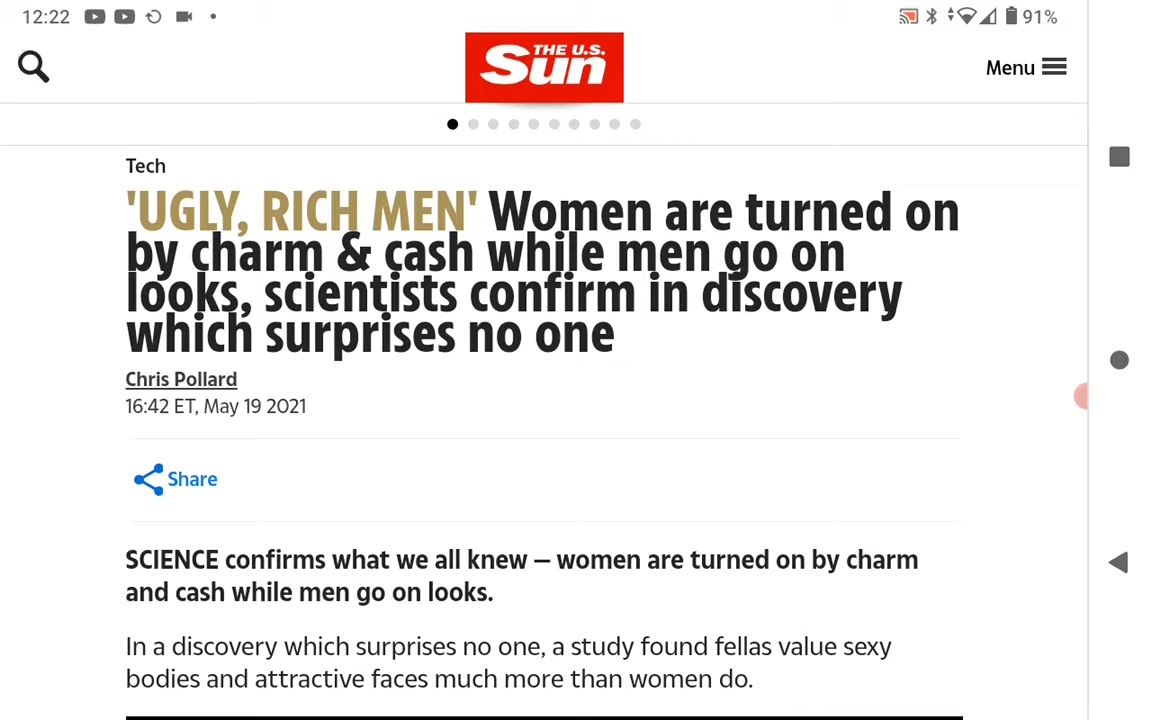 12:22
91%
THE U.S.
Sun
Menu
Tech
'UGLY, RICH MEN' Women are turned on
by charm & cash while men go on
looks, scientists confirm in discovery
which surprises no one
Chris Pollard
16:42 ET, May 19 2021
Share
SCIENCE confirms what we all knew — women are turned on by charm
and cash while men go on looks.
In a discovery which surprises no one, a study found fellas value sexy
bodies and attractive faces much more than women do.